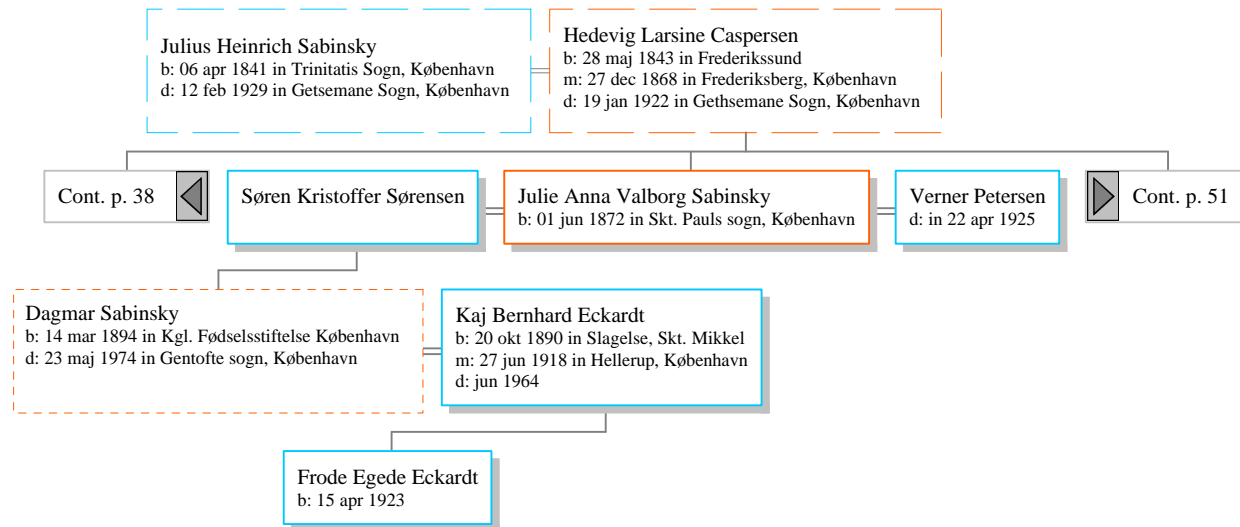 Julius Heinrich Sabinsky
b: 06 apr 1841 in Trinitatis Sogn, København
d: 12 feb 1929 in Getsemane Sogn, København
Hedevig Larsine Caspersen
b: 28 maj 1843 in Frederikssund
m: 27 dec 1868 in Frederiksberg, København
d: 19 jan 1922 in Gethsemane Sogn, København
Cont. p. 38
Søren Kristoffer Sørensen
Julie Anna Valborg Sabinsky
b: 01 jun 1872 in Skt. Pauls sogn, København
Verner Petersen
d: in 22 apr 1925
Cont. p. 51
Dagmar Sabinsky
b: 14 mar 1894 in Kgl. Fødselsstiftelse København
d: 23 maj 1974 in Gentofte sogn, København
Kaj Bernhard Eckardt
b: 20 okt 1890 in Slagelse, Skt. Mikkel
m: 27 jun 1918 in Hellerup, København
d: jun 1964
Frode Egede Eckardt
b: 15 apr 1923